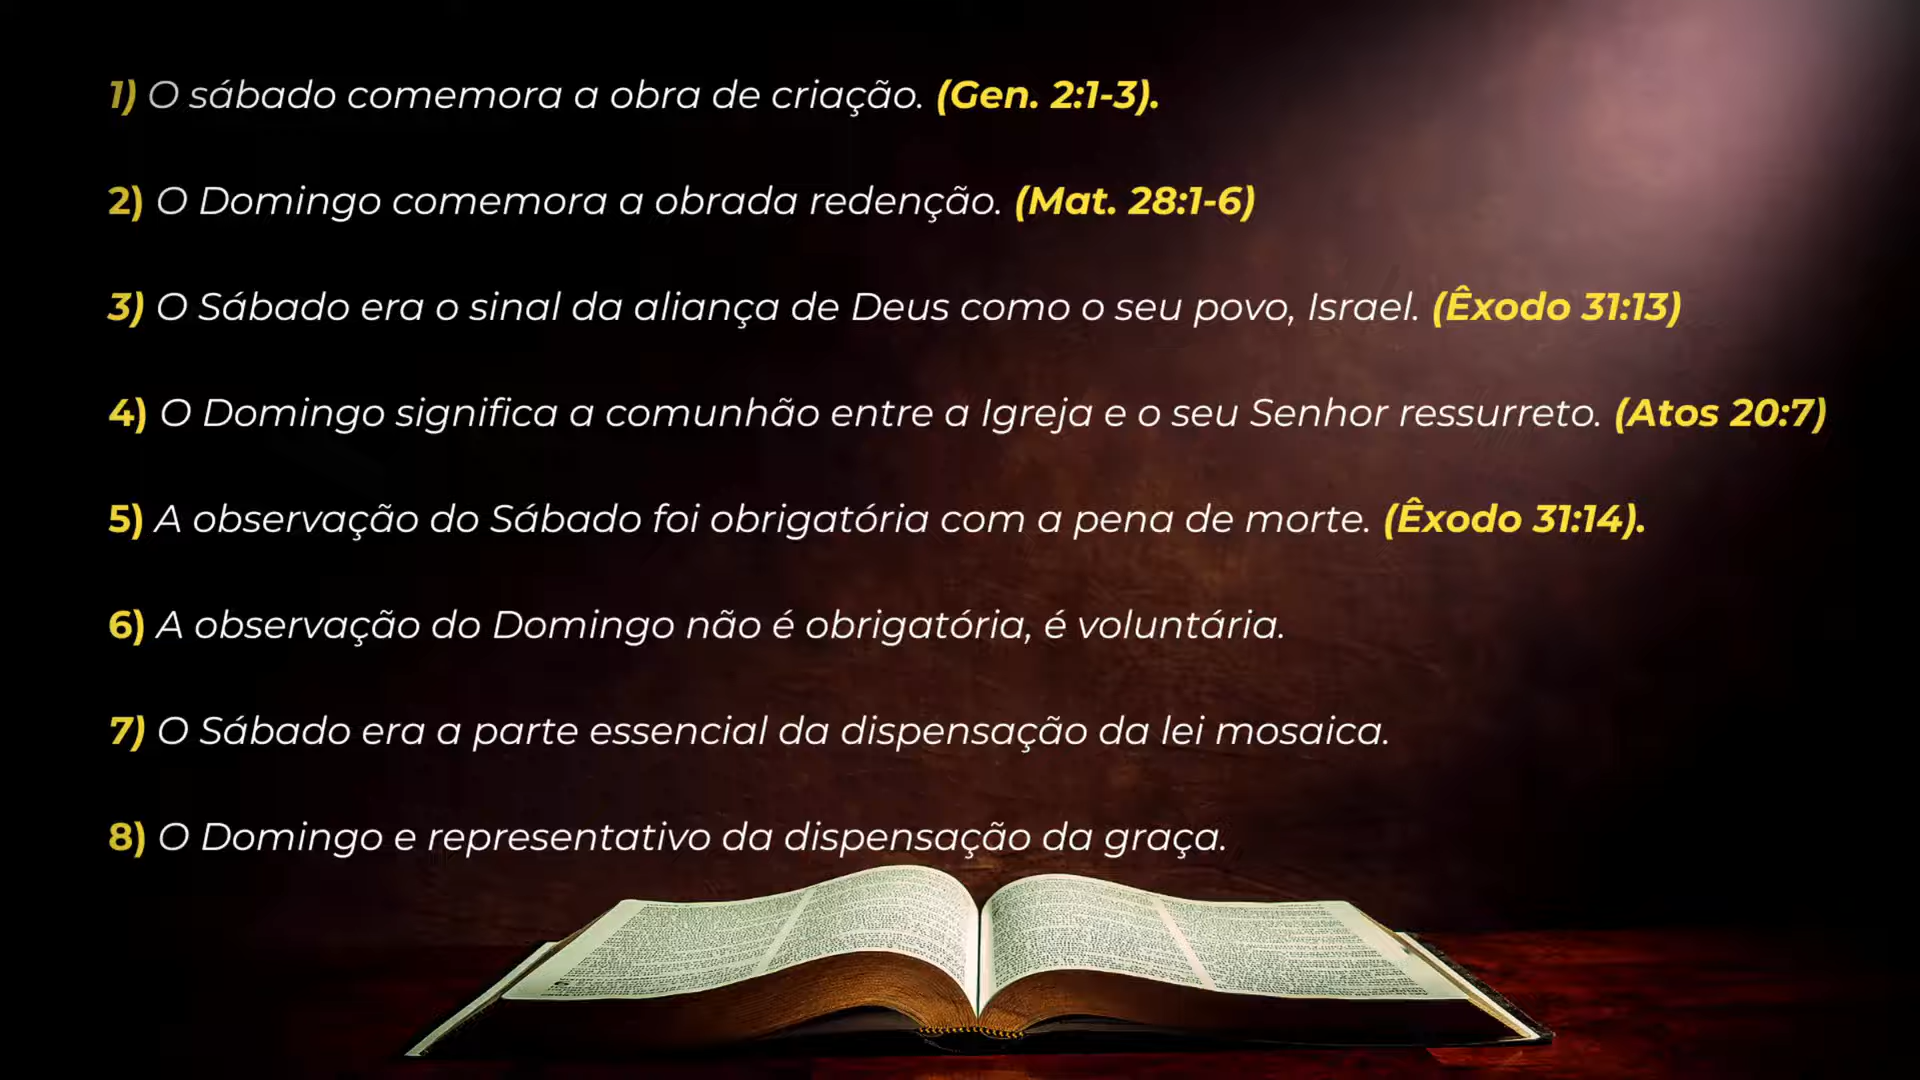 1) O sábado comemora a obra de criação. (Gen. 2:1-3).
2) O Domingo comemora a obrada redenção. (Mat. 28:1-6)
3) O Sábado era o sinal da aliança de Deus como o seu povo, Israel. (Êxodo 31:13)
4) O Domingo significa a comunhão entre a Igreja e o seu Senhor ressurreto. (Atos 20:7)
5) A observação do Sábado foi obrigatória com a pena de morte. (Êxodo 31:14).
6) A observação do Domingo não é obrigatória, é voluntária.
7) O Sábado era a parte essencial da dispensação da lei mosaica.
8) O Domingo e representativo da dispensação da graça.